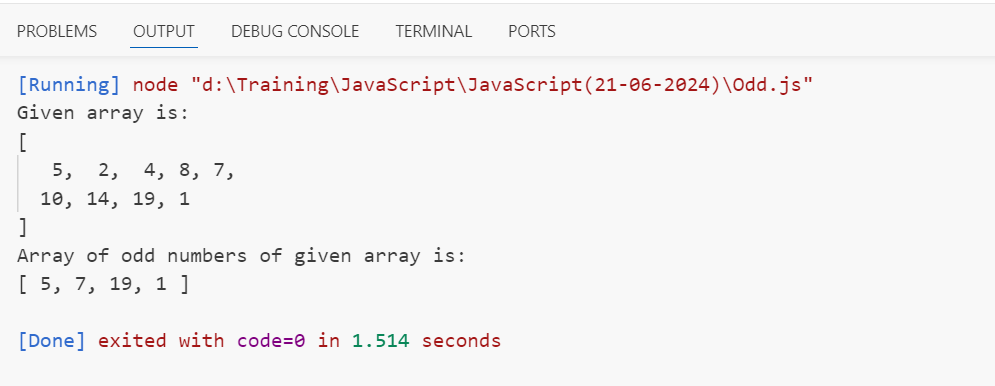 PROBLEMS OUTPUT DEBUG CONSOLE TERMINAL PORTS
[Running] node "d:\Training\JavaScript\JavaScript(21-06-2024)\Odd.js"
Given array is:
[
   5,  2,  4, 8, 7,
  10, 14, 19, 1
]
Array of odd numbers of given array is:
[ 5, 7, 19, 1 ]
[Done] exited with code=0 in 1.514 seconds